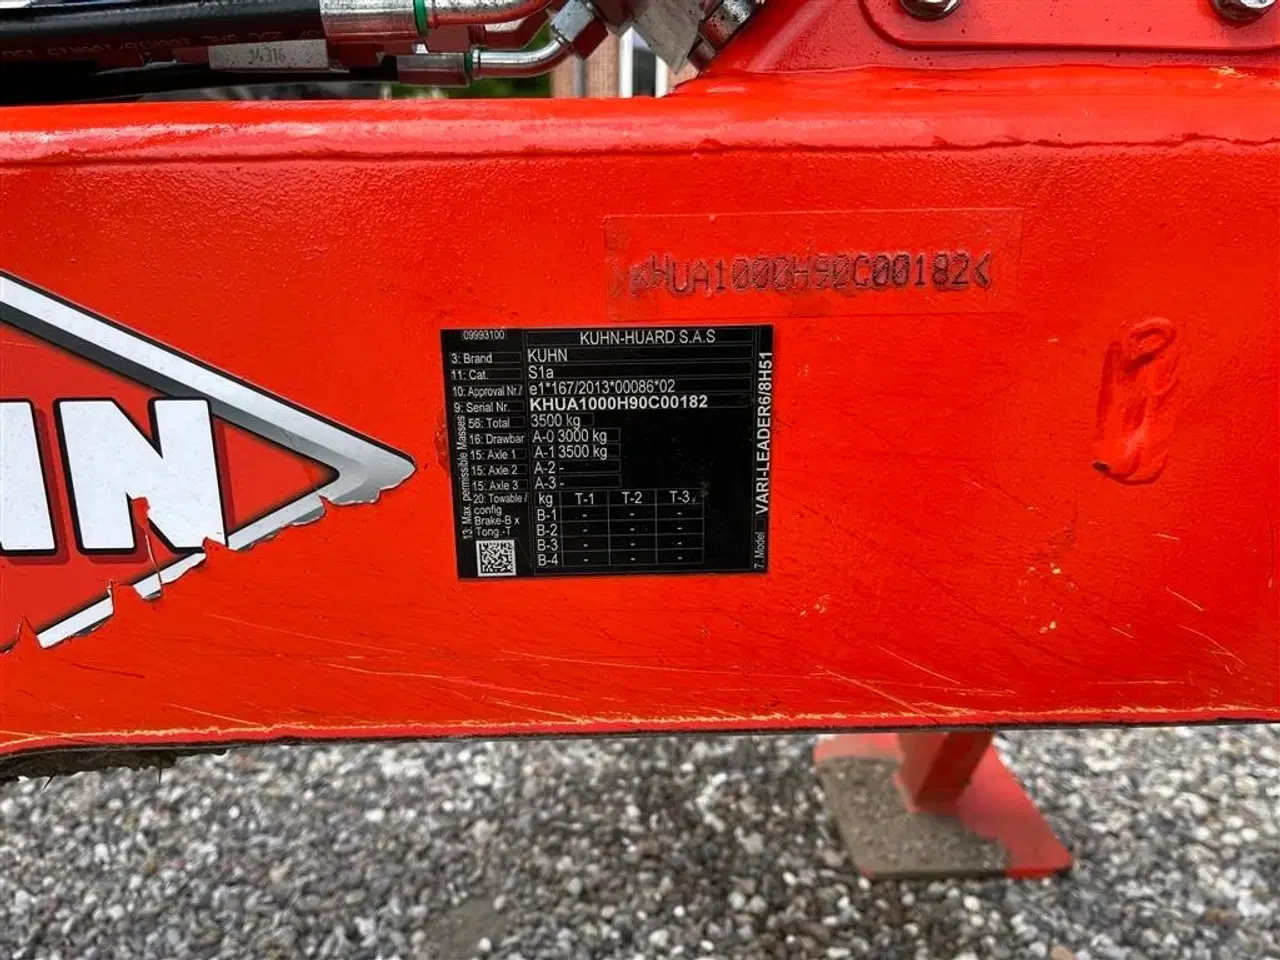 24316
KHUA1000H90C00182<
09993100
KUHN-HUARD S.A.S
3: Brand KUHN
11: Cat. S1a
10: Approval Nr./ e1*167/2013*00086*02
9: Serial Nr. KHUA1000H90C00182
56: Total 3500 kg
16: Drawbar A-0 3000 kg
15: Axle 1 A-1 3500 kg
15: Axle 2 A-2 -
15: Axle 3 A-3 -
20: Towable / kg T-1 T-2 T-3
config B-1 - - -
Brake-B x B-2 - - -
Tong.-T B-3 - - -
B-4 - - -
13: Max. permissible Masses
7: Model VARI-LEADER6/8H51
IN